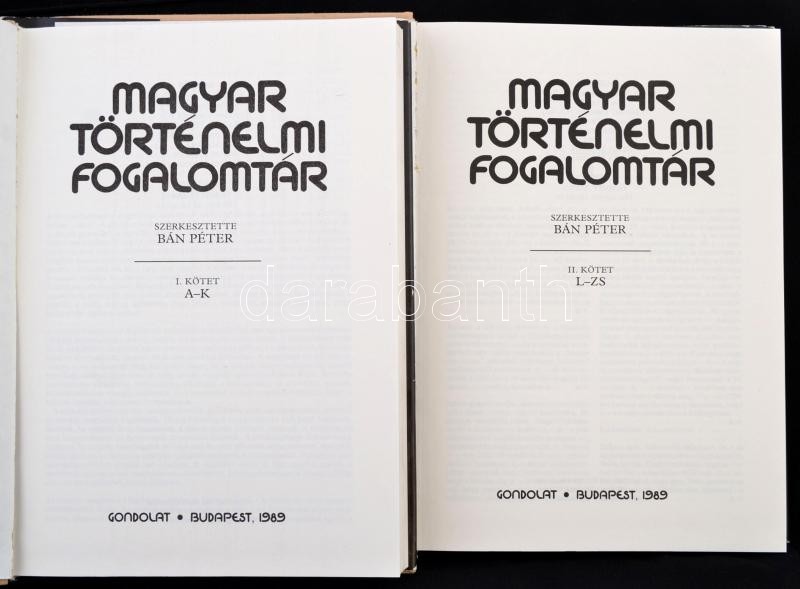 MAGYAR
TÖRTÉNELMI
FOGALOMTÁR
SZERKESZTETTE
BÁN PÉTER
I. KÖTET
A–K
GONDOLAT • BUDAPEST, 1989
MAGYAR
TÖRTÉNELMI
FOGALOMTÁR
SZERKESZTETTE
BÁN PÉTER
II. KÖTET
L–ZS
GONDOLAT • BUDAPEST, 1989
darabanth